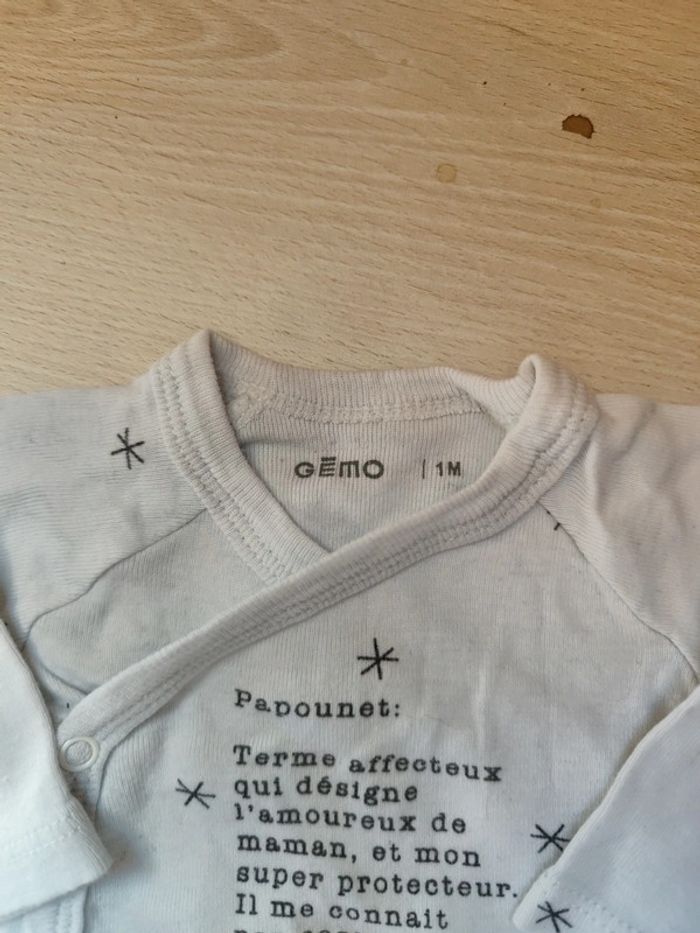 GĒMO | 1M
Papounet:
Terme affecteux
qui désigne
l'amoureux de
maman, et mon
super protecteur.
Il me connait